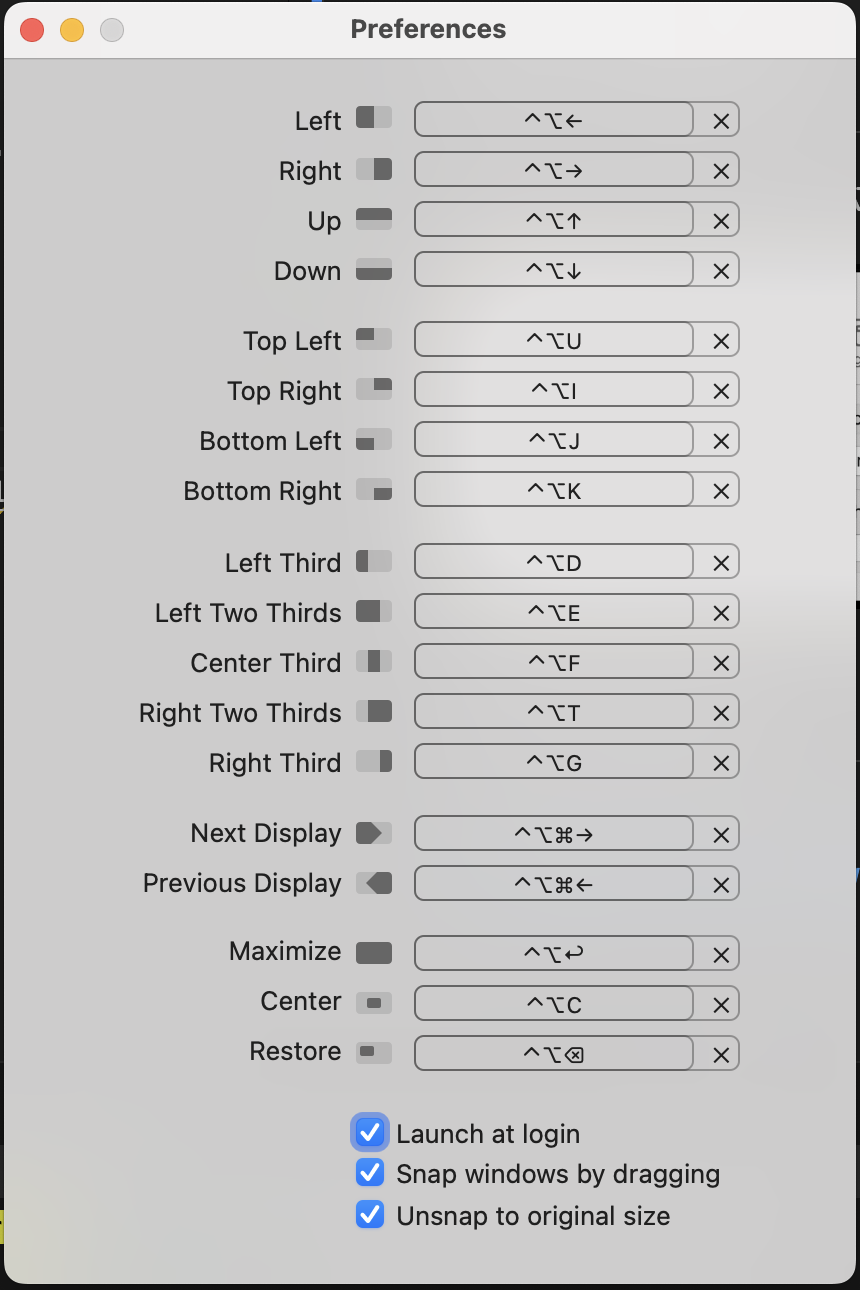 Preferences
Left ^⌥← ×
Right ^⌥→ ×
Up ^⌥↑ ×
Down ^⌥↓ ×
Top Left ^⌥U ×
Top Right ^⌥I ×
Bottom Left ^⌥J ×
Bottom Right ^⌥K ×
Left Third ^⌥D ×
Left Two Thirds ^⌥E ×
Center Third ^⌥F ×
Right Two Thirds ^⌥T ×
Right Third ^⌥G ×
Next Display ^⌥⌘→ ×
Previous Display ^⌥⌘← ×
Maximize ^⌥↩ ×
Center ^⌥C ×
Restore ^⌥⌫ ×
Launch at login
Snap windows by dragging
Unsnap to original size